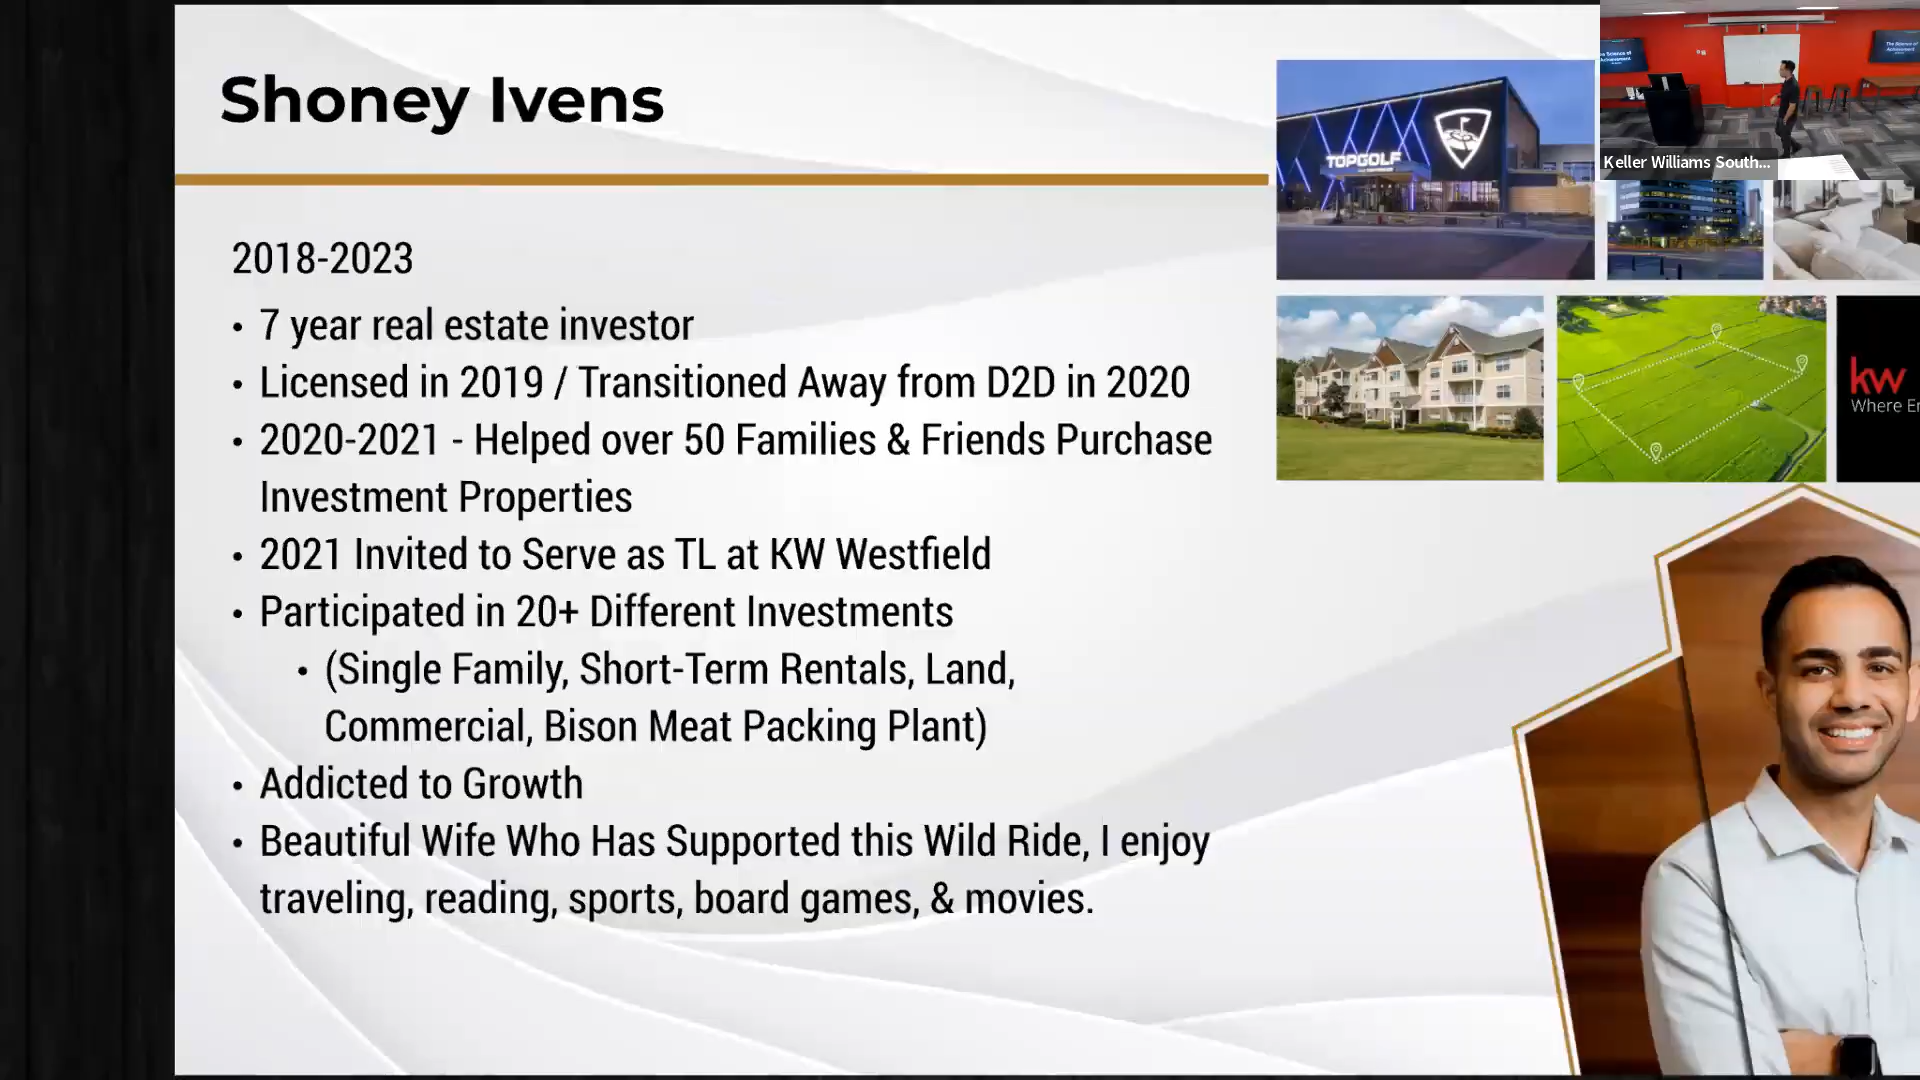 Shoney Ivens
2018-2023
• 7 year real estate investor
• Licensed in 2019 / Transitioned Away from D2D in 2020
• 2020-2021 - Helped over 50 Families & Friends Purchase
Investment Properties
• 2021 Invited to Serve as TL at KW Westfield
• Participated in 20+ Different Investments
• (Single Family, Short-Term Rentals, Land,
Commercial, Bison Meat Packing Plant)
• Addicted to Growth
• Beautiful Wife Who Has Supported this Wild Ride, I enjoy
traveling, reading, sports, board games, & movies.
TOPGOLF
The Science of
Achievement
Keller Williams South...
kw
Where